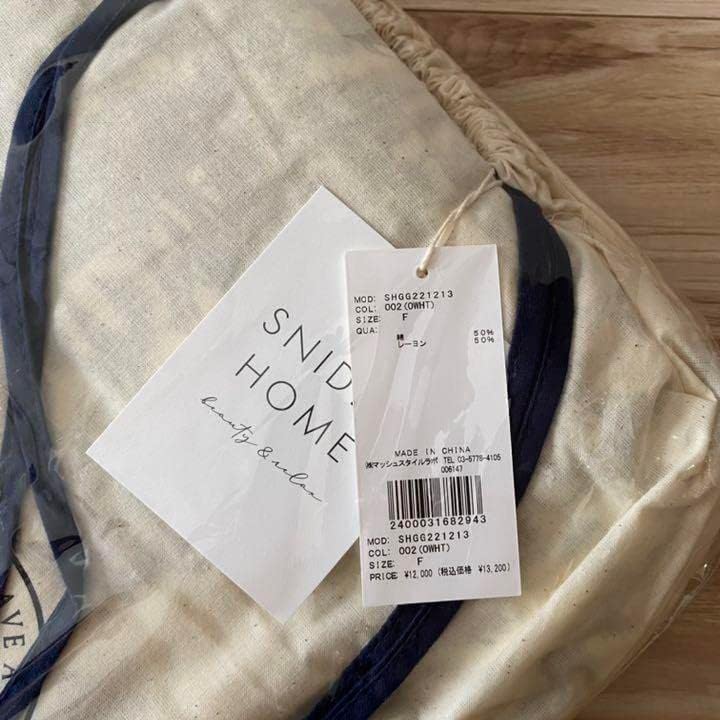 SNID
HOME
beauty & relax
MOD: SHGG221213
COL: 002(OWHT)
SIZE: F
QUA:
綿 50%
レーヨン 50%
MADE IN CHINA
㈱マッシュスタイルラボ TEL 03-5778-4105
006147
2400031682943
MOD: SHGG221213
COL: 002(OWHT)
SIZE: F
PRICE: ¥12,000 (税込価格 ¥13,200)
AVE A